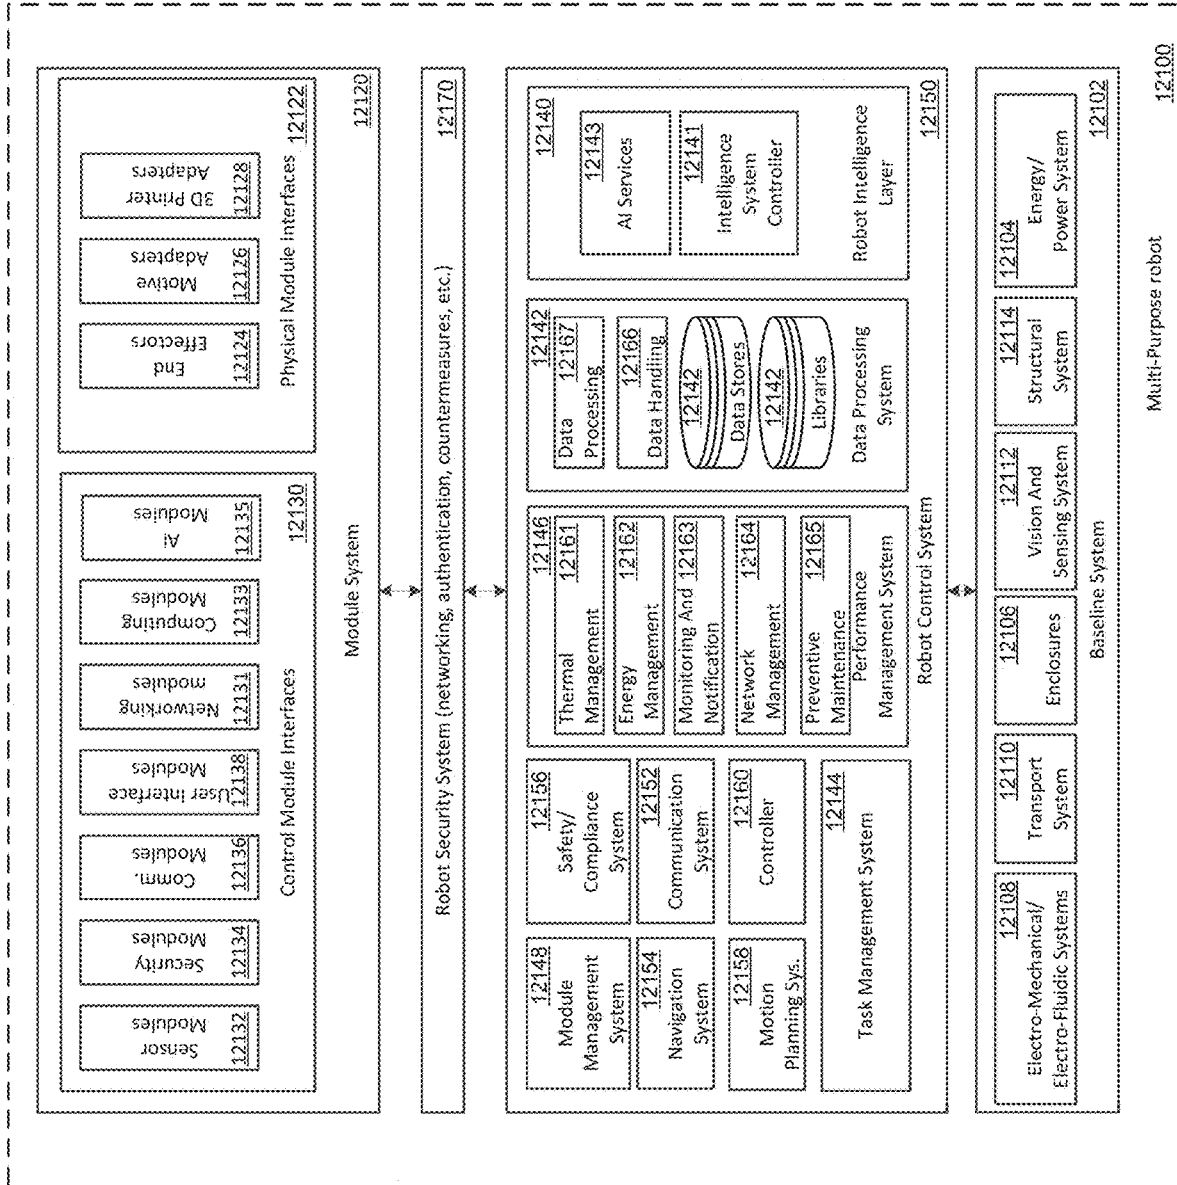 12100
Multi-Purpose robot
12120
Module System
12130
Control Module Interfaces
Sensor
Modules
12132
Security
Modules
12134
Comm.
Modules
12136
User Interface
Modules
12138
Networking
modules
12131
Computing
Modules
12133
AI
Modules
12135
12122
Physical Module Interfaces
End
Effectors
12124
Motive
Adapters
12126
3D Printer
Adapters
12128
Robot Security System (networking, authentication, countermeasures, etc.)
12170
12148
Module
Management
System
12156
Safety/
Compliance
System
12154
Navigation
System
12152
Communication
System
12158
Motion
Planning Sys.
12160
Controller
12144
Task Management System
12146
Thermal 12161
Management
Energy 12162
Management
Monitoring And 12163
Notification
Network 12164
Management
Preventive 12165
Maintenance
Performance
Management System
12142
Data 12167
Processing
12166
Data Handling
12142
Data Stores
12142
Libraries
Data Processing
System
12140
12143
AI Services
12141
Intelligence
System
Controller
Robot Intelligence
Layer
Robot Control System
12150
12108
Electro-Mechanical/
Electro-Fluidic Systems
12110
Transport
System
12106
Enclosures
12112
Vision And
Sensing System
12114
Structural
System
12104
Energy/
Power System
Baseline System
12102